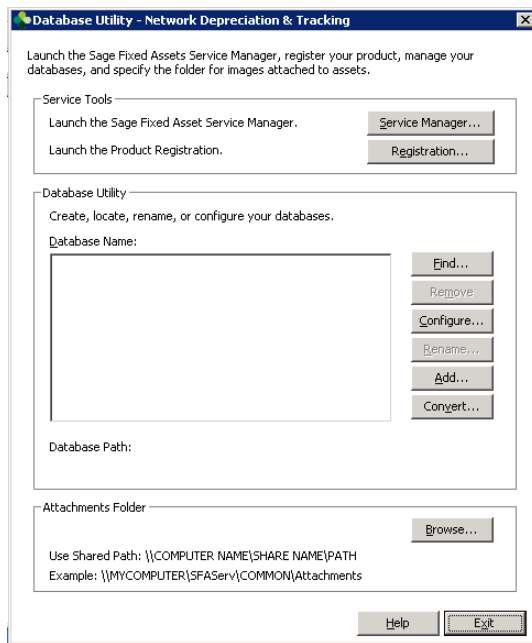 Database Utility - Network Depreciation & Tracking
Launch the Sage Fixed Assets Service Manager, register your product, manage your
databases, and specify the folder for images attached to assets.
Service Tools
Launch the Sage Fixed Asset Service Manager.
Service Manager...
Launch the Product Registration.
Registration...
Database Utility
Create, locate, rename, or configure your databases.
Database Name:
Find...
Remove
Configure...
Rename...
Add...
Convert...
Database Path:
Attachments Folder
Browse...
Use Shared Path: \\COMPUTER NAME\SHARE NAME\PATH
Example: \\MYCOMPUTER\SFAServ\COMMON\Attachments
Help
Exit